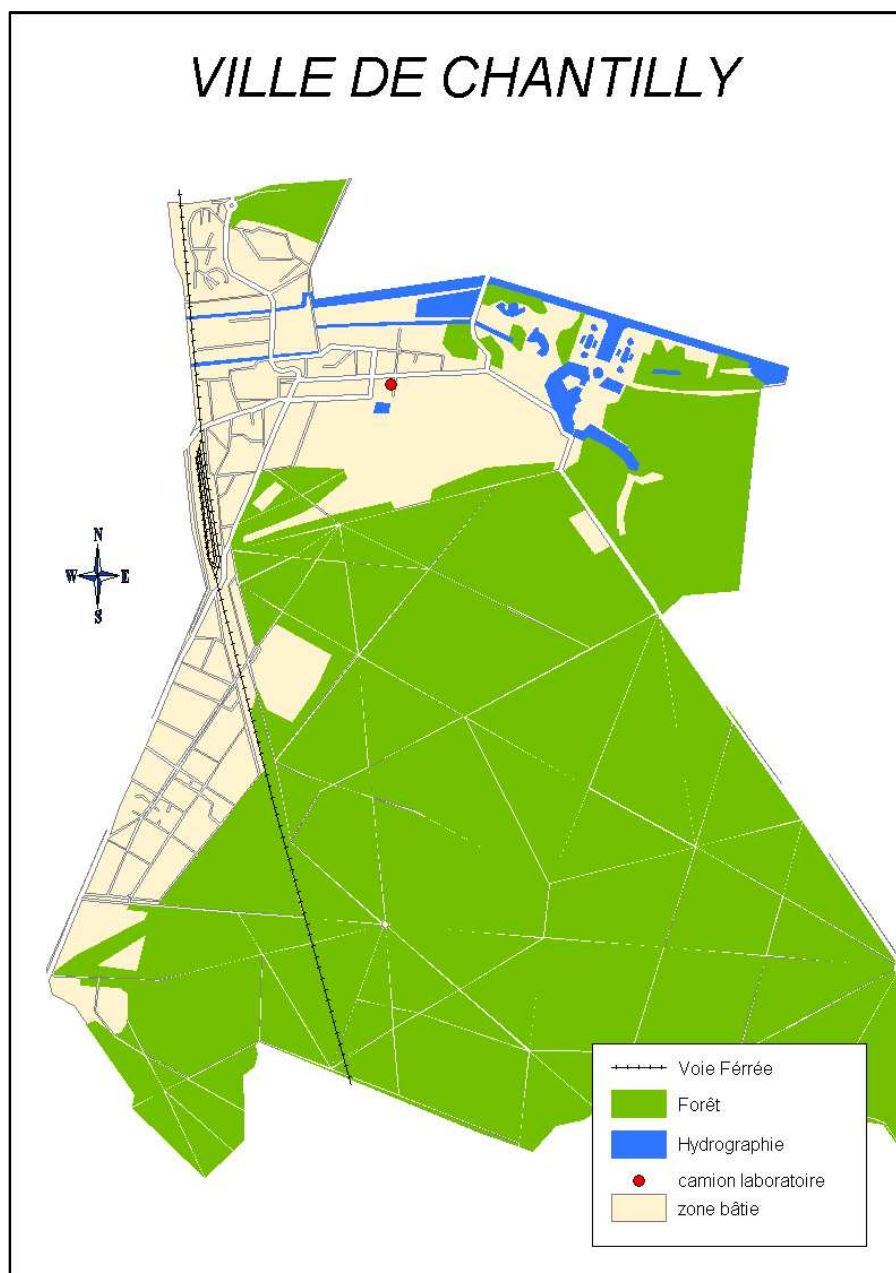 VILLE DE CHANTILLY
N
W E
S
Voie Férrée
Forêt
Hydrographie
camion laboratoire
zone bâtie